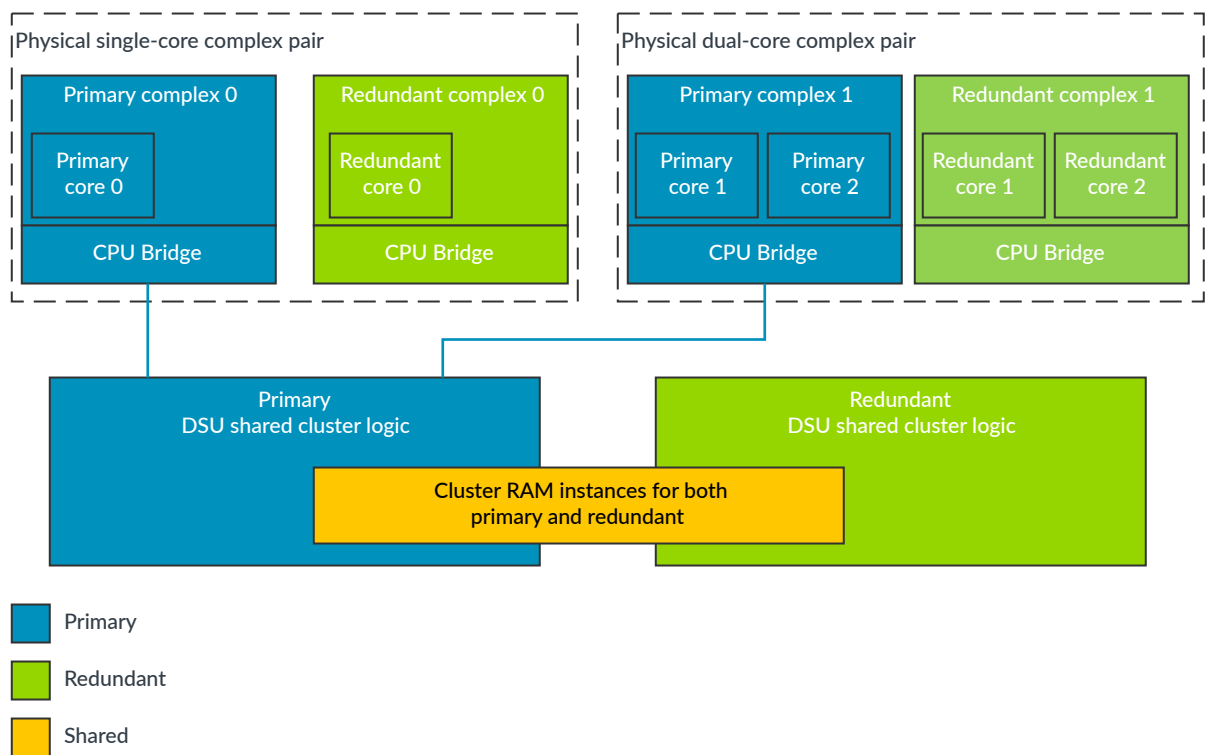 Physical single-core complex pair
Primary complex 0
Primary
core 0
CPU Bridge
Redundant complex 0
Redundant
core 0
CPU Bridge
Physical dual-core complex pair
Primary complex 1
Primary
core 1
Primary
core 2
CPU Bridge
Redundant complex 1
Redundant
core 1
Redundant
core 2
CPU Bridge
Primary
DSU shared cluster logic
Redundant
DSU shared cluster logic
Cluster RAM instances for both
primary and redundant
Primary
Redundant
Shared